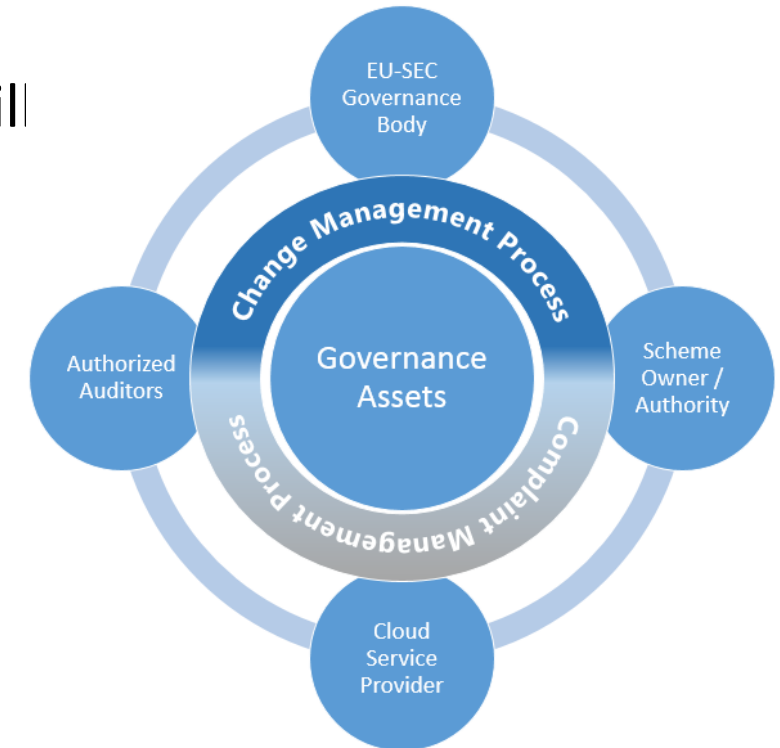 EU-SEC
Governance
Body
Change Management Process
Authorized
Auditors
Governance
Assets
Scheme
Owner /
Authority
Complaint Management Process
Cloud
Service
Provider